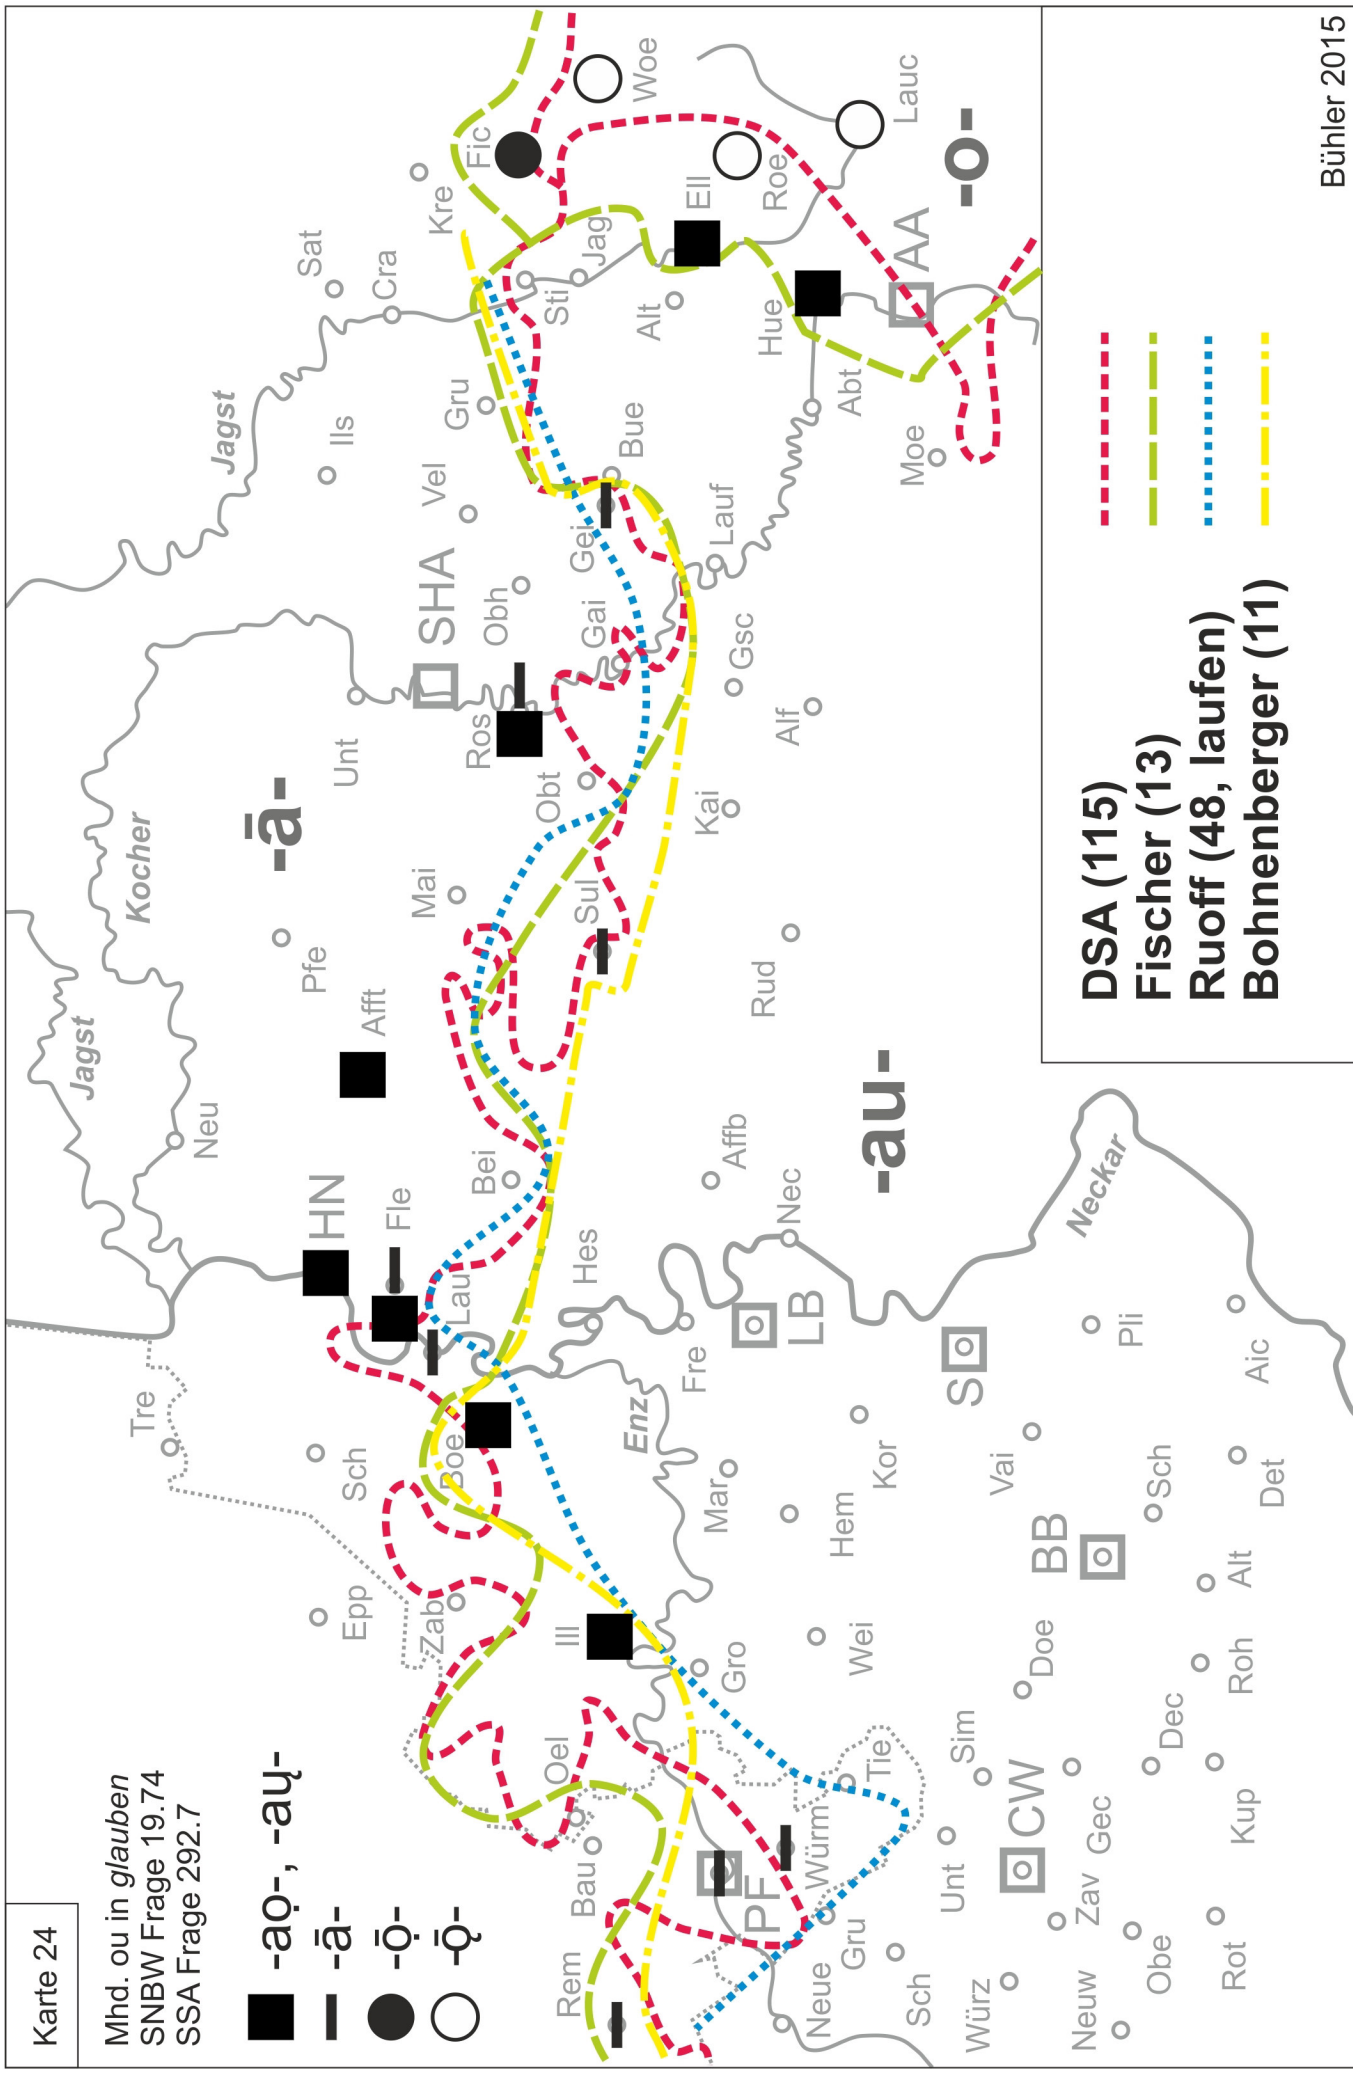 Karte 24
Mhd. ou in glauben
SNBW Frage 19.74
SSA Frage 292.7
-ao̜-, -au̜-
-ā-
-ō̜-
-ǭ-
Tre
Neu
Jagst
Kocher
Jagst
Sch
Epp
HN
Afft
Pfe
-ā-
Unt
Ils
Sat
Cra
Zab
Boe
Lau
Fle
Bei
Mai
SHA
Vel
Gru
Kre
Fic
Ros
Obh
Oel
Ill
Hes
Sul
Obt
Gai
Gei
Bue
Sti
Jag
Woe
Rem
Bau
Enz
Alt
Ell
PF
Gro
Mar
Fre
Affb
Kai
Gsc
Lauf
Roe
Hue
Neue
Gru
Würm
Tie
Wei
Hem
Kor
LB
Nec
Rud
Alf
Abt
Lauc
Sch
Unt
Sim
S
-au-
Moe
AA
-o-
Würz
CW
Doe
Vai
Neuw
Zav
Gec
BB
Pli
Neckar
Obe
Dec
Sch
Rot
Kup
Roh
Alt
Det
Aic
DSA (115)
Fischer (13)
Ruoff (48, laufen)
Bohnenberger (11)
Bühler 2015